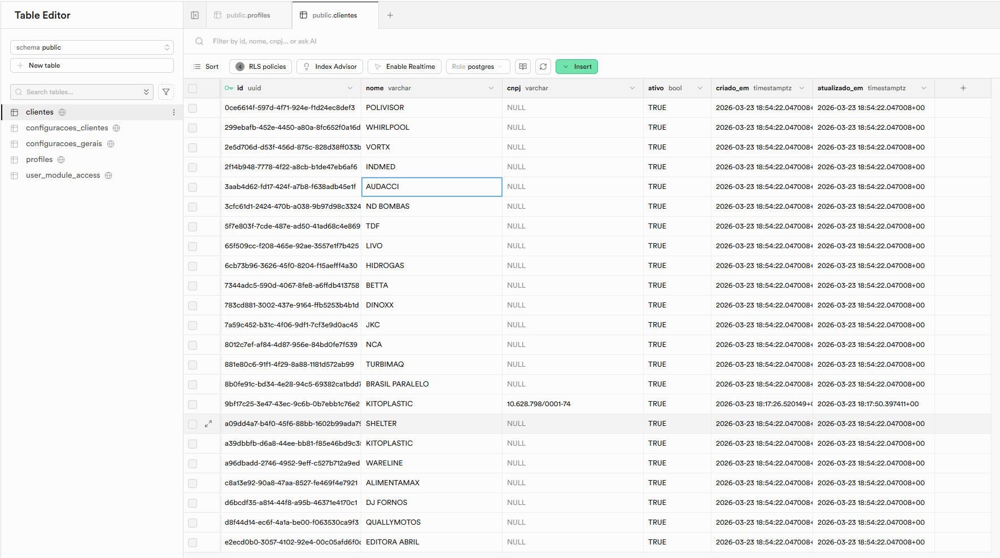 Table Editor
public.profiles
public.clientes
schema public
New table
Search tables...
clientes
configuracoes_clientes
configuracoes_gerais
profiles
user_module_access
Filter by id, nome, cnpj... or ask AI
Sort
4 RLS policies
Index Advisor
Enable Realtime
Role postgres
Insert
id uuid nome varchar cnpj varchar ativo bool criado_em timestamptz atualizado_em timestamptz
0ce6614f-597d-4f71-924e-f1d24ec8def3 POLIVISOR NULL TRUE 2026-03-23 18:54:22.047008+ 2026-03-23 18:54:22.047008+00
299ebafb-452e-4450-a80a-8fc652f0a16d WHIRLPOOL NULL TRUE 2026-03-23 18:54:22.047008+ 2026-03-23 18:54:22.047008+00
2e5d706d-d53f-456d-875c-828d38ff033b VORTX NULL TRUE 2026-03-23 18:54:22.047008+ 2026-03-23 18:54:22.047008+00
2f14b948-7778-4f22-a8cb-b1de47eb6af6 INDMED NULL TRUE 2026-03-23 18:54:22.047008+ 2026-03-23 18:54:22.047008+00
3aab4d62-fd17-424f-a7b8-f638adb45e1f AUDACCI NULL TRUE 2026-03-23 18:54:22.047008+ 2026-03-23 18:54:22.047008+00
3cfc61d1-2424-470b-a038-9b97d98c3324 ND BOMBAS NULL TRUE 2026-03-23 18:54:22.047008+ 2026-03-23 18:54:22.047008+00
5f7e803f-7cde-487e-ad50-41ad68c4e869 TDF NULL TRUE 2026-03-23 18:54:22.047008+ 2026-03-23 18:54:22.047008+00
65f509cc-f208-465e-92ae-3557e1f7b425 LIVO NULL TRUE 2026-03-23 18:54:22.047008+ 2026-03-23 18:54:22.047008+00
6cb73b96-3626-45f0-8204-f15aefff4a30 HIDROGAS NULL TRUE 2026-03-23 18:54:22.047008+ 2026-03-23 18:54:22.047008+00
7344adc5-590d-4067-8fe8-a6ffdb413758 BETTA NULL TRUE 2026-03-23 18:54:22.047008+ 2026-03-23 18:54:22.047008+00
783cd881-3002-437e-9164-ffb5253b4b1d DINOXX NULL TRUE 2026-03-23 18:54:22.047008+ 2026-03-23 18:54:22.047008+00
7a59c452-b31c-4f06-9df1-7cf3e9d0ac45 JKC NULL TRUE 2026-03-23 18:54:22.047008+ 2026-03-23 18:54:22.047008+00
8012c7ef-af84-4d87-956e-84bd0fe7f539 NCA NULL TRUE 2026-03-23 18:54:22.047008+ 2026-03-23 18:54:22.047008+00
881e80c6-91f1-4f29-8a88-1181d572ab99 TURBIMAQ NULL TRUE 2026-03-23 18:54:22.047008+ 2026-03-23 18:54:22.047008+00
8b0fe91c-bd34-4e28-94c5-69382ca1bdd7 BRASIL PARALELO NULL TRUE 2026-03-23 18:54:22.047008+ 2026-03-23 18:54:22.047008+00
9bf17c25-3e47-43ec-9c6b-0b7ebb1c76e2 KITOPLASTIC 10.628.798/0001-74 TRUE 2026-03-23 18:17:26.520149+ 2026-03-23 18:17:50.397411+00
a09dd4a7-b4f0-45f6-88bb-1602b99ada79 SHELTER NULL TRUE 2026-03-23 18:54:22.047008+ 2026-03-23 18:54:22.047008+00
a39dbbfb-d6a8-44ee-bb81-f85e46bd9c3 KITOPLASTIC NULL TRUE 2026-03-23 18:54:22.047008+ 2026-03-23 18:54:22.047008+00
a96dbadd-2746-4952-9eff-c527b712a9ed WARELINE NULL TRUE 2026-03-23 18:54:22.047008+ 2026-03-23 18:54:22.047008+00
c8a13e92-90a8-47aa-8527-fe469f4e7921 ALIMENTAMAX NULL TRUE 2026-03-23 18:54:22.047008+ 2026-03-23 18:54:22.047008+00
d6bcdf35-a814-44f8-a95b-46371e4170c1 DJ FORNOS NULL TRUE 2026-03-23 18:54:22.047008+ 2026-03-23 18:54:22.047008+00
d8f44d14-ec6f-4a1a-be00-f063530ca9f3 QUALLYMOTOS NULL TRUE 2026-03-23 18:54:22.047008+ 2026-03-23 18:54:22.047008+00
e2ecd0b0-3057-4102-92e4-00c05afd6f0 EDITORA ABRIL NULL TRUE 2026-03-23 18:54:22.047008+ 2026-03-23 18:54:22.047008+00